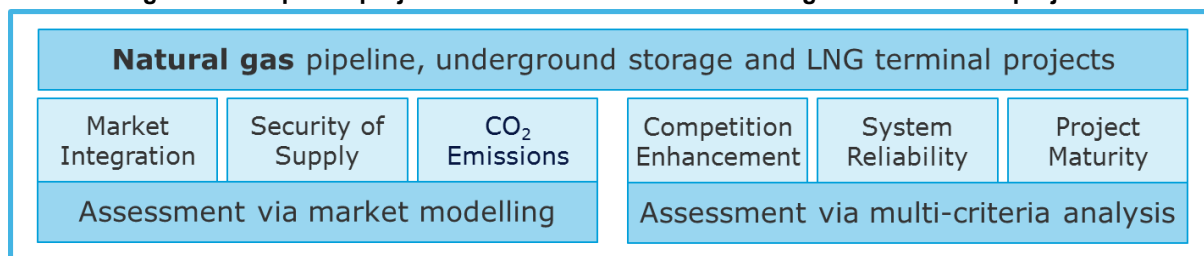 Natural gas pipeline, underground storage and LNG terminal projects
Market
Integration
Security of
Supply
CO₂
Emissions
Competition
Enhancement
System
Reliability
Project
Maturity
Assessment via market modelling
Assessment via multi-criteria analysis